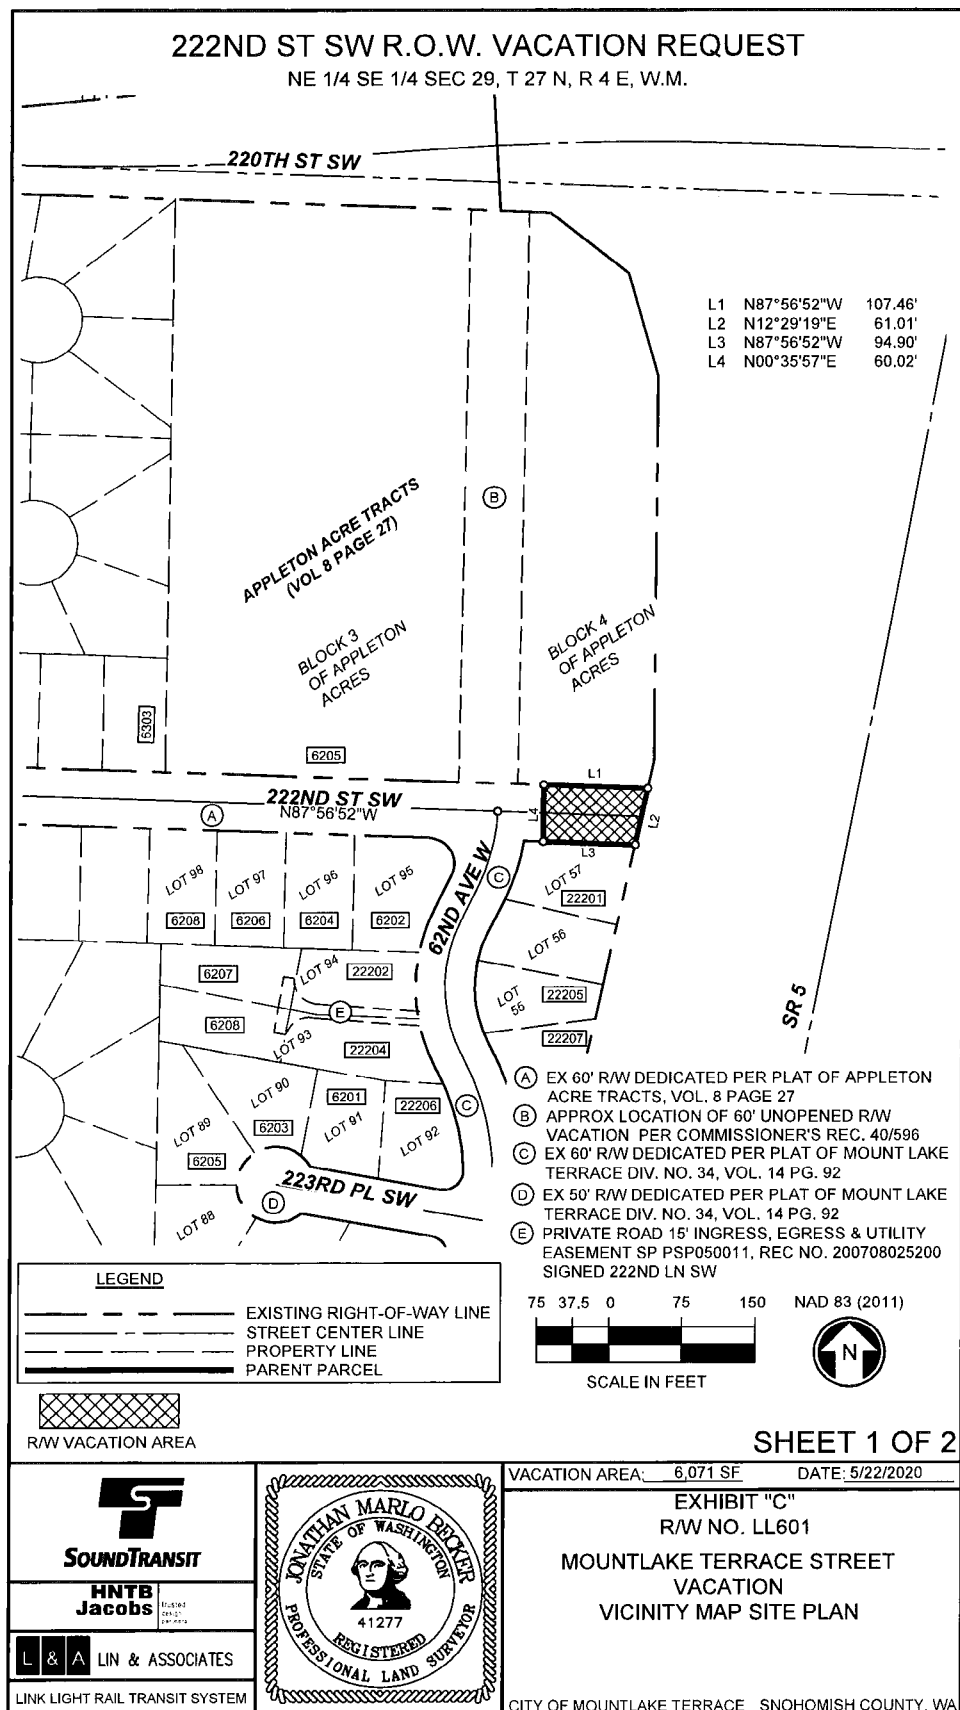 222ND ST SW R.O.W. VACATION REQUEST
NE 1/4 SE 1/4 SEC 29, T 27 N, R 4 E, W.M.
220TH ST SW
L1 N87°56'52"W 107.46'
L2 N12°29'19"E 61.01'
L3 N87°56'52"W 94.90'
L4 N00°35'57"E 60.02'
B
APPLETON ACRE TRACTS
(VOL 8 PAGE 27)
BLOCK 3
OF APPLETON
ACRES
BLOCK 4
OF APPLETON
ACRES
6303
6205
L1
222ND ST SW
N87°56'52"W
A
L4
L2
L3
62ND AVE W
C
LOT 98
LOT 97
LOT 96
LOT 95
LOT 57
22201
6208
6206
6204
6202
LOT 56
6207
LOT 94
22202
LOT
55
22205
E
6208
LOT 93
22204
22207
SR 5
LOT 90
6201
22206
C
LOT 89
6203
LOT 91
LOT 92
6205
223RD PL SW
D
LOT 88
A EX 60' R/W DEDICATED PER PLAT OF APPLETON
ACRE TRACTS, VOL. 8 PAGE 27
B APPROX LOCATION OF 60' UNOPENED R/W
VACATION PER COMMISSIONER'S REC. 40/596
C EX 60' R/W DEDICATED PER PLAT OF MOUNT LAKE
TERRACE DIV. NO. 34, VOL. 14 PG. 92
D EX 50' R/W DEDICATED PER PLAT OF MOUNT LAKE
TERRACE DIV. NO. 34, VOL. 14 PG. 92
E PRIVATE ROAD 15' INGRESS, EGRESS & UTILITY
EASEMENT SP PSP050011, REC NO. 200708025200
SIGNED 222ND LN SW
LEGEND
EXISTING RIGHT-OF-WAY LINE
STREET CENTER LINE
PROPERTY LINE
PARENT PARCEL
R/W VACATION AREA
75 37.5 0 75 150
SCALE IN FEET
NAD 83 (2011)
N
SHEET 1 OF 2
VACATION AREA: 6,071 SF DATE: 5/22/2020
EXHIBIT "C"
R/W NO. LL601
MOUNTLAKE TERRACE STREET
VACATION
VICINITY MAP SITE PLAN
CITY OF MOUNTLAKE TERRACE SNOHOMISH COUNTY, WA
SOUNDTRANSIT
HNTB
Jacobs
trusted
design
partners
L & A LIN & ASSOCIATES
LINK LIGHT RAIL TRANSIT SYSTEM
JONATHAN MARLO BECKER
STATE OF WASHINGTON
41277
REGISTERED
PROFESSIONAL LAND SURVEYOR